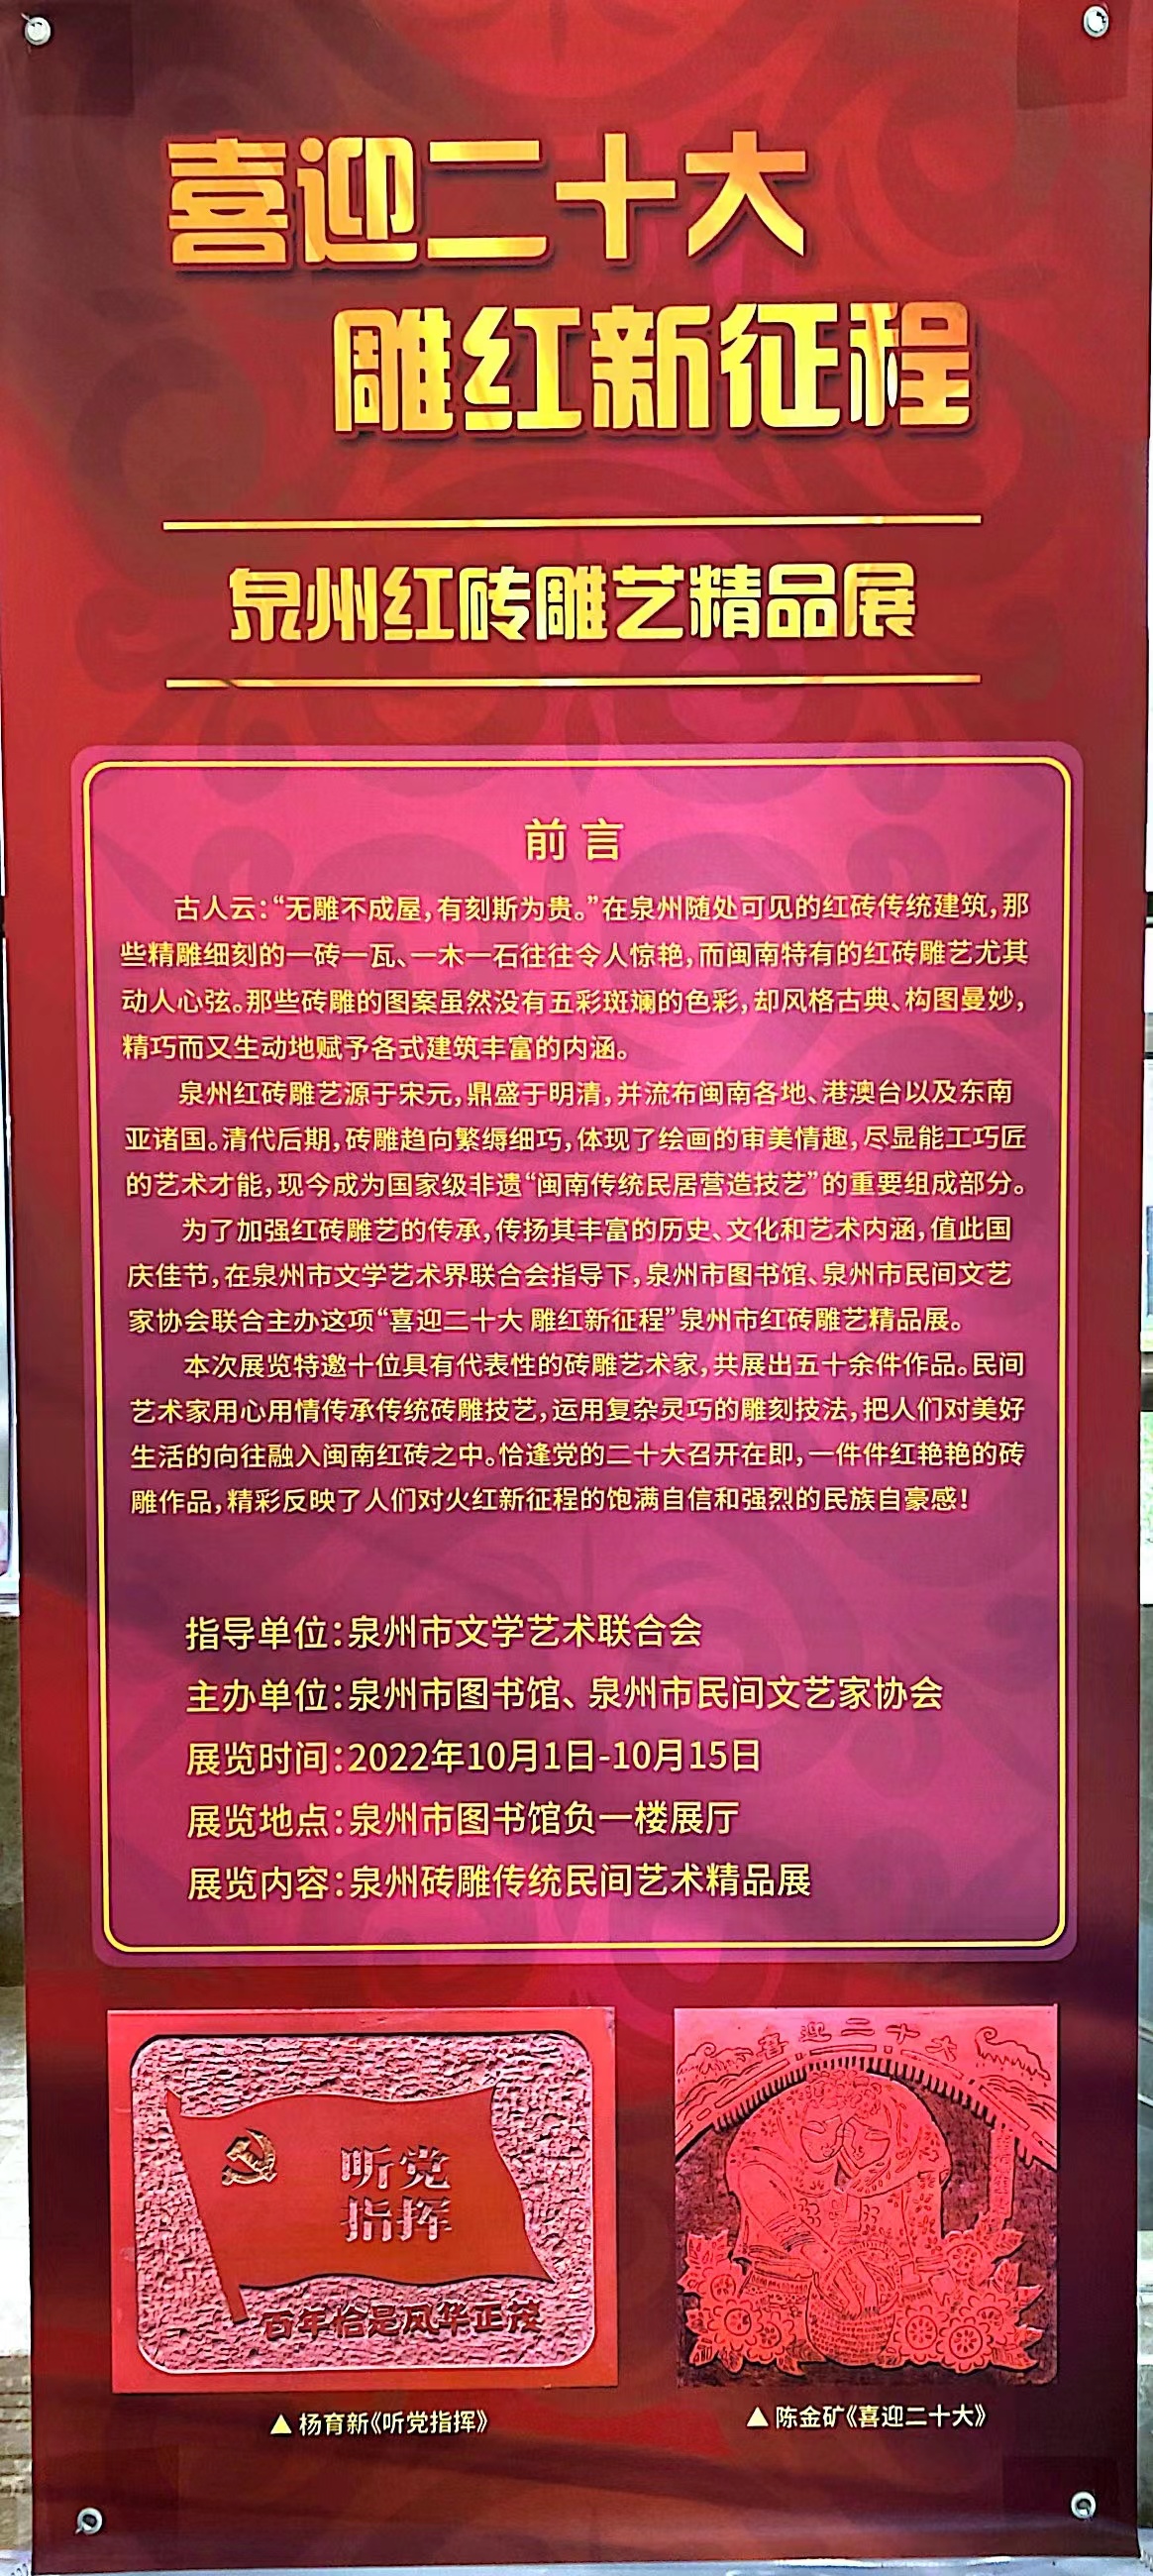 喜迎二十大
雕红新征程
泉州红砖雕艺精品展
前言
古人云：“无雕不成屋，有刻斯为贵。”在泉州随处可见的红砖传统建筑，那
些精雕细刻的一砖一瓦、一木一石往往令人惊艳，而闽南特有的红砖雕艺尤其
动人心弦。那些砖雕的图案虽然没有五彩斑斓的色彩，却风格古典、构图曼妙，
精巧而又生动地赋予各式建筑丰富的内涵。
泉州红砖雕艺源于宋元，鼎盛于明清，并流布闽南各地、港澳台以及东南
亚诸国。清代后期，砖雕趋向繁缛细巧，体现了绘画的审美情趣，尽显能工巧匠
的艺术才能，现今成为国家级非遗“闽南传统民居营造技艺”的重要组成部分。
为了加强红砖雕艺的传承，传扬其丰富的历史、文化和艺术内涵，值此国
庆佳节，在泉州市文学艺术界联合会指导下，泉州市图书馆、泉州市民间文艺
家协会联合主办这项“喜迎二十大 雕红新征程”泉州市红砖雕艺精品展。
本次展览特邀十位具有代表性的砖雕艺术家，共展出五十余件作品。民间
艺术家用心用情传承传统砖雕技艺，运用复杂灵巧的雕刻技法，把人们对美好
生活的向往融入闽南红砖之中。恰逢党的二十大召开在即，一件件红艳艳的砖
雕作品，精彩反映了人们对火红新征程的饱满自信和强烈的民族自豪感！
指导单位：泉州市文学艺术联合会
主办单位：泉州市图书馆、泉州市民间文艺家协会
展览时间：2022年10月1日-10月15日
展览地点：泉州市图书馆负一楼展厅
展览内容：泉州砖雕传统民间艺术精品展
听党
指挥
百年恰是风华正茂
喜迎二十大
▲ 杨育新《听党指挥》
▲ 陈金矿《喜迎二十大》